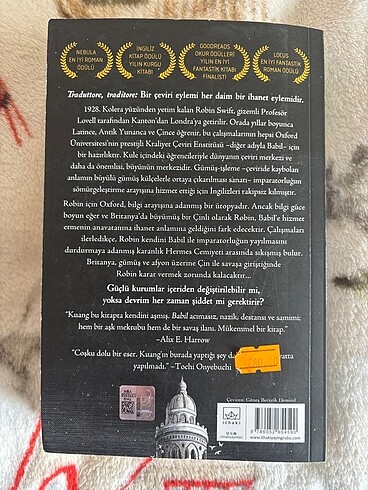 NEBULA
EN İYİ ROMAN
ÖDÜLÜ
İNGİLİZ
KİTAP ÖDÜLÜ
YILIN KURGU
KİTABI
GOODREADS
OKUR ÖDÜLLERİ
YILIN EN İYİ
FANTASTİK KİTABI
FİNALİSTİ
LOCUS
EN İYİ FANTASTİK
ROMAN ÖDÜLÜ
Traduttore, traditore: Bir çeviri eylemi her daim bir ihanet eylemidir.
1928. Kolera yüzünden yetim kalan Robin Swift, gizemli Profesör
Lovell tarafından Kanton'dan Londra'ya getirilir. Orada yıllar boyunca
Latince, Antik Yunanca ve Çince öğrenir, bu çalışmalarının hepsi Oxford
Üniversitesi'nin prestijli Kraliyet Çeviri Enstitüsü –diğer adıyla Babil– için
bir hazırlıktır. Kule içindeki öğrencileriyle dünyanın çeviri merkezi ve
daha da önemlisi, büyünün merkezidir. Gümüş-işleme –çeviride kaybolan
anlamın büyülü gümüş külçelerle ortaya çıkarılması sanatı– imparatorluğun
sömürgeleştirme arayışına hizmet ettiği için İngilizleri rakipsiz kılmıştır.
Robin için Oxford, bilgi arayışına adanmış bir ütopyadır. Ancak bilgi güce
boyun eğer ve Britanya'da büyümüş bir Çinli olarak Robin, Babil'e hizmet
etmenin anavatanına ihanet anlamına geldiğini fark edecektir. Çalışmaları
ilerledikçe, Robin kendini Babil ile imparatorluğun yayılmasını
durdurmaya adanmış karanlık Hermes Cemiyeti arasında sıkışmış bulur.
Britanya, gümüş ve afyon üzerine Çin ile savaşa giriştiğinde
Robin karar vermek zorunda kalacaktır...
Güçlü kurumlar içeriden değiştirilebilir mi,
yoksa devrim her zaman şiddet mi gerektirir?
"Kuang bu kitapta kendini aşmış. Babil acımasız, nazik, destansı ve samimi;
hem bir aşk mektubu hem de bir savaş ilanı. Mükemmel bir kitap."
–Alix E. Harrow
"Coşku dolu bir eser. Kuang'ın burada yaptığı şey da
yapılmadı." –Tochi Onyebuchi
Çeviren: Güneş Becerik Demirel
ithaki
9 786052 654590
www.ithakiyayingrubu.com